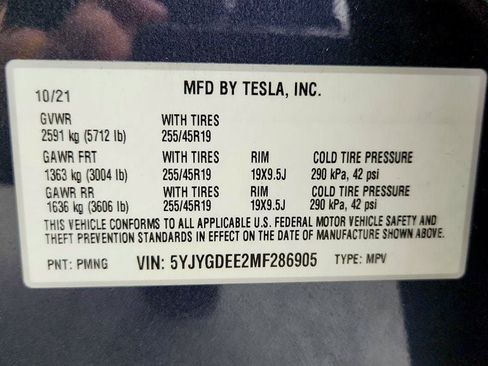 10/21 MFD BY TESLA, INC.
GVWR WITH TIRES
2591 kg (5712 lb) 255/45R19
GAWR FRT WITH TIRES RIM COLD TIRE PRESSURE
1363 kg (3004 lb) 255/45R19 19X9.5J 290 kPa, 42 psi
GAWR RR WITH TIRES RIM COLD TIRE PRESSURE
1636 kg (3606 lb) 255/45R19 19X9.5J 290 kPa, 42 psi
THIS VEHICLE CONFORMS TO ALL APPLICABLE U.S. FEDERAL MOTOR VEHICLE SAFETY AND
THEFT PREVENTION STANDARDS IN EFFECT ON THE DATE OF MANUFACTURE SHOWN ABOVE.
PNT: PMNG VIN: 5YJYGDEE2MF286905 TYPE: MPV